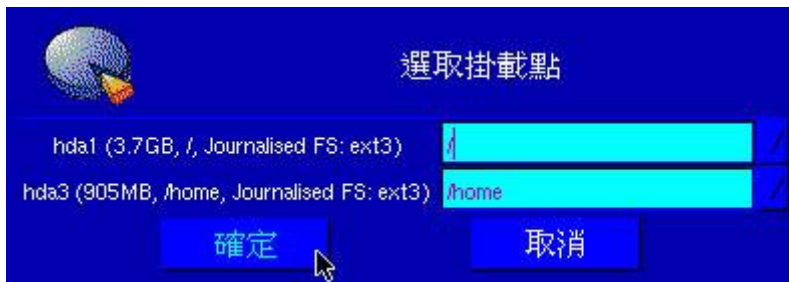 選取掛載點
hda1 (3.7GB, /, Journalised FS: ext3) /
hda3 (905MB, /home, Journalised FS: ext3) /home
確定 取消